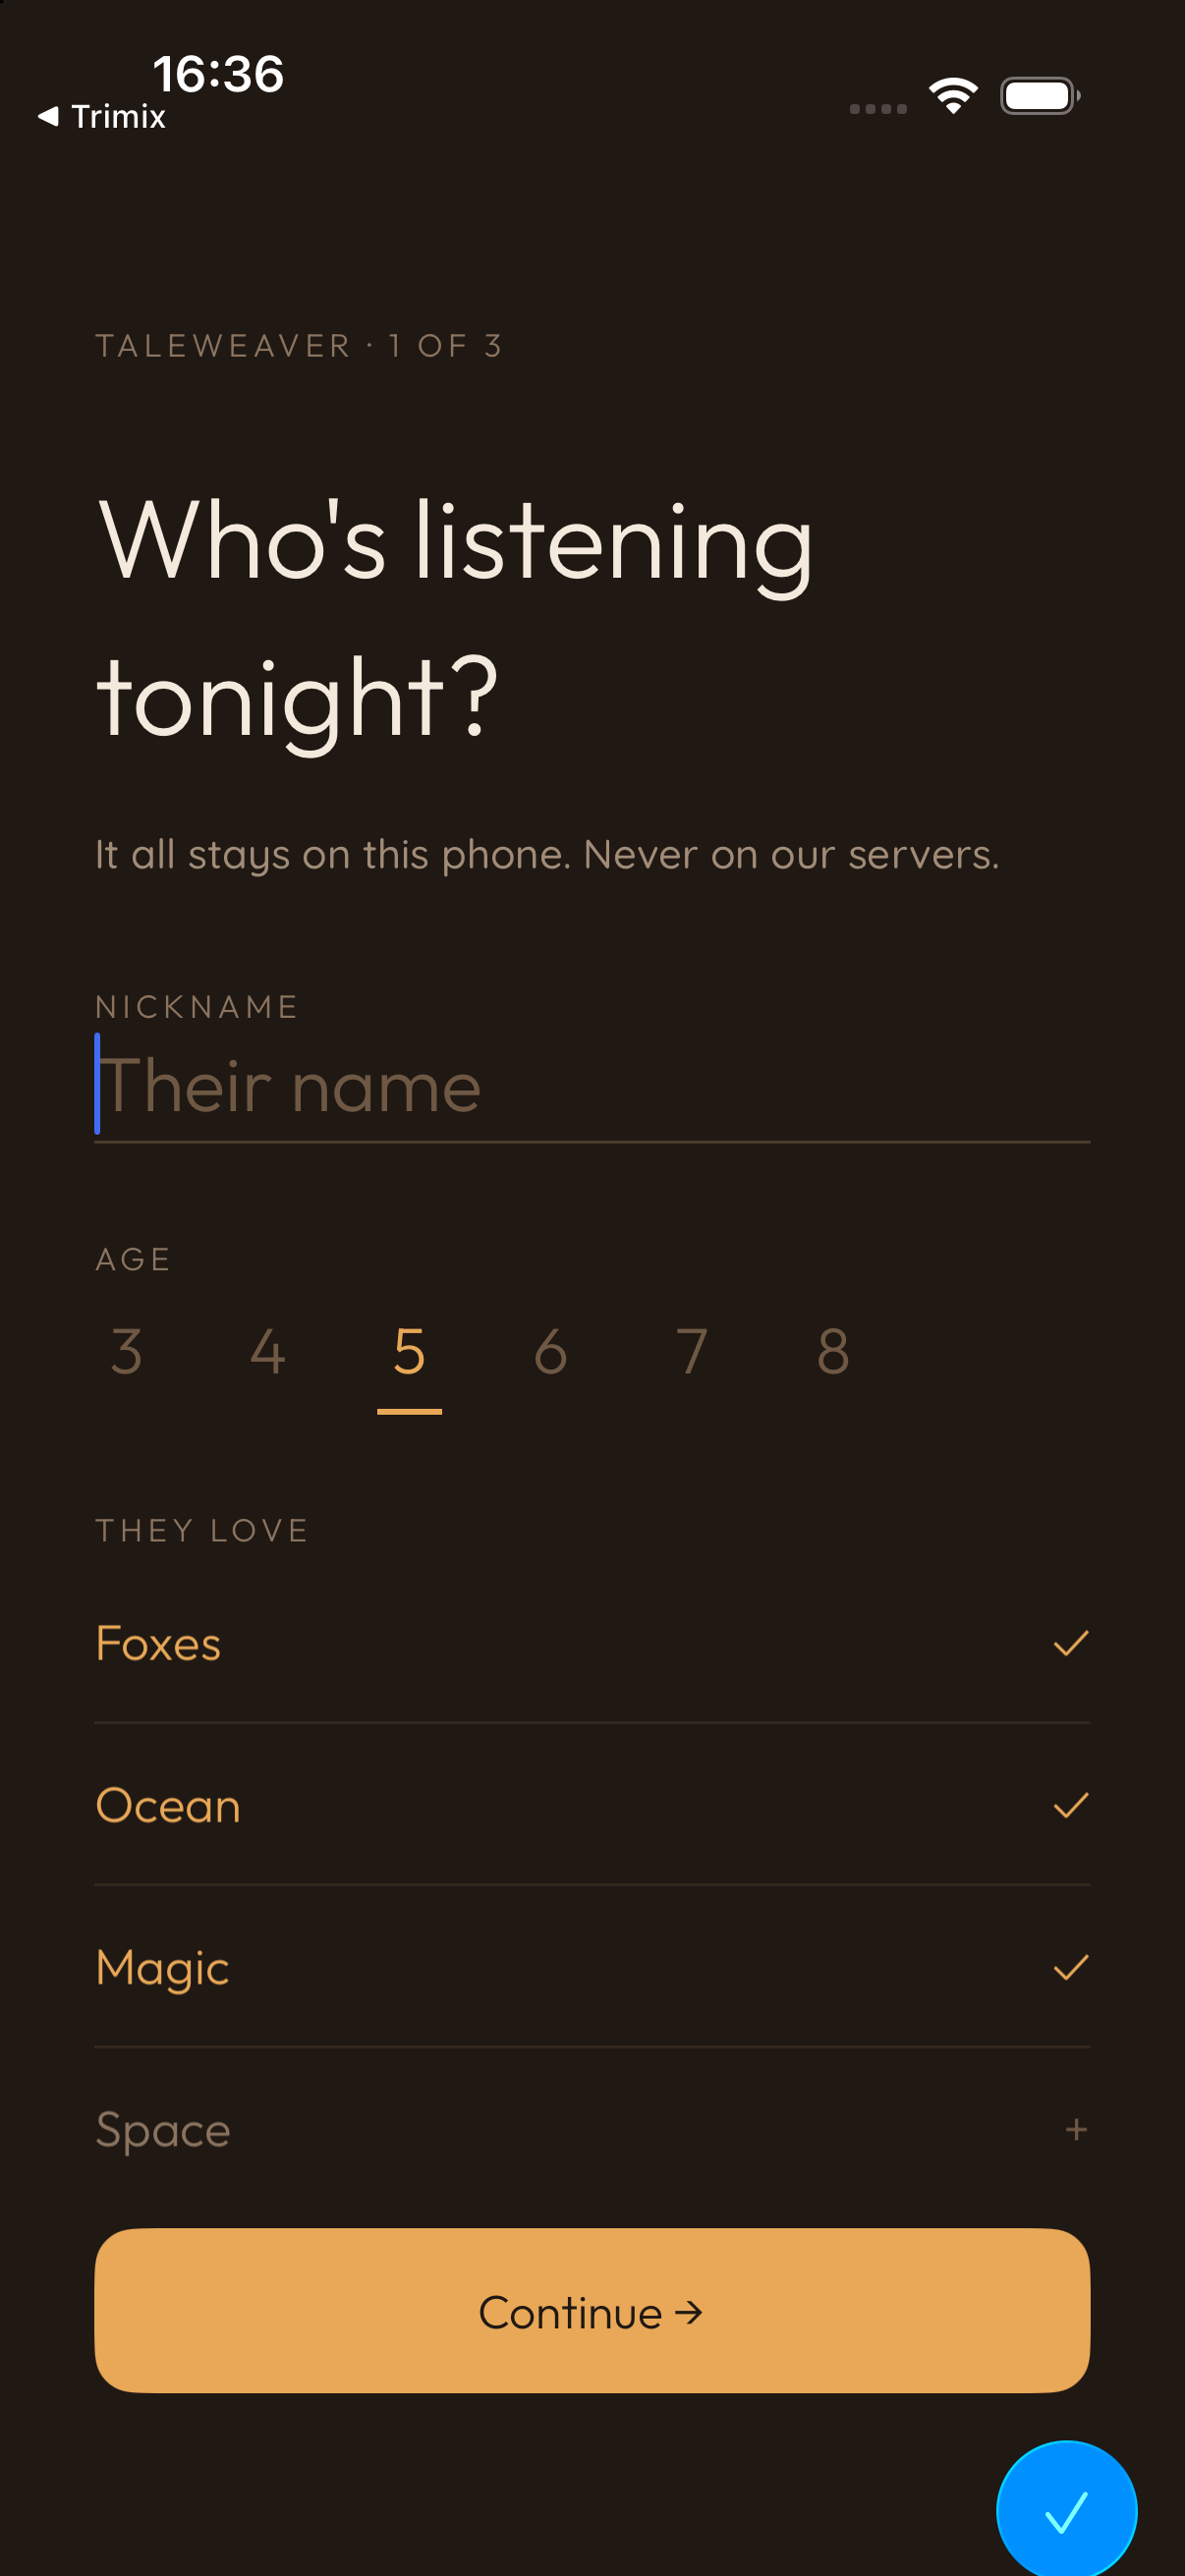 16:36
◀ Trimix
TALEWEAVER · 1 OF 3
Who's listening
tonight?
It all stays on this phone. Never on our servers.
NICKNAME
Their name
AGE
3 4 5 6 7 8
THEY LOVE
Foxes ✓
Ocean ✓
Magic ✓
Space +
Continue →